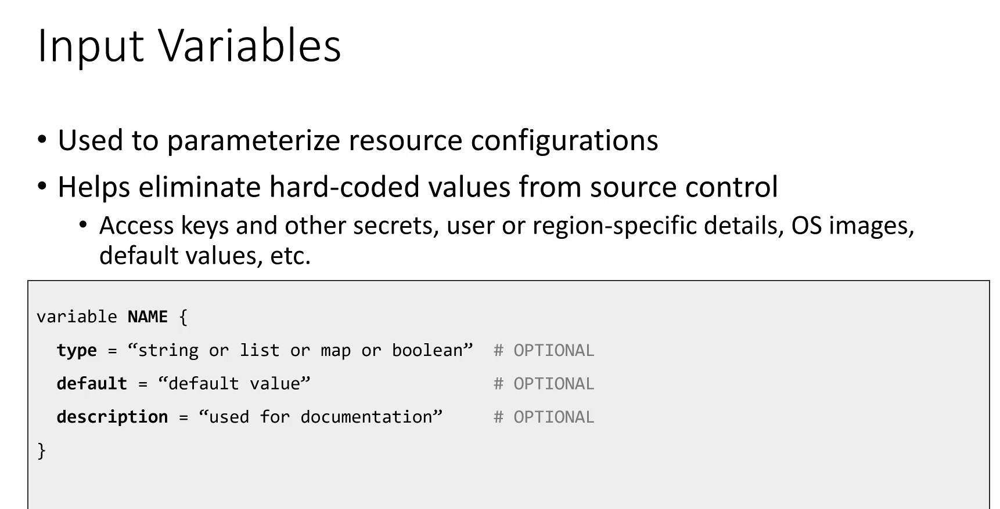 Input Variables
• Used to parameterize resource configurations
• Helps eliminate hard-coded values from source control
• Access keys and other secrets, user or region-specific details, OS images,
default values, etc.
variable NAME {
  type = “string or list or map or boolean”  # OPTIONAL
  default = “default value”                  # OPTIONAL
  description = “used for documentation”     # OPTIONAL
}